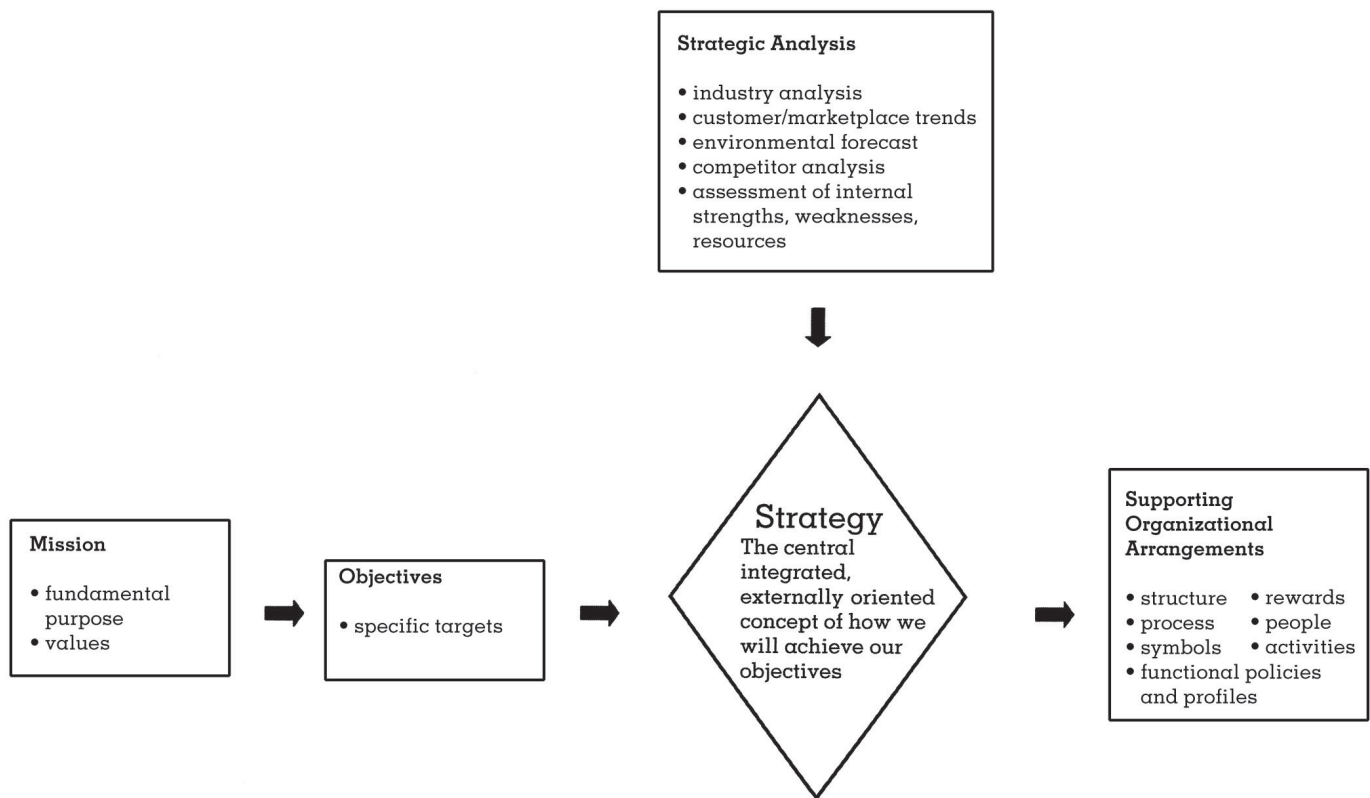 Strategic Analysis
• industry analysis
• customer/marketplace trends
• environmental forecast
• competitor analysis
• assessment of internal
strengths, weaknesses,
resources
Mission
• fundamental
purpose
• values
Objectives
• specific targets
Strategy
The central
integrated,
externally oriented
concept of how we
will achieve our
objectives
Supporting
Organizational
Arrangements
• structure • rewards
• process • people
• symbols • activities
• functional policies
and profiles